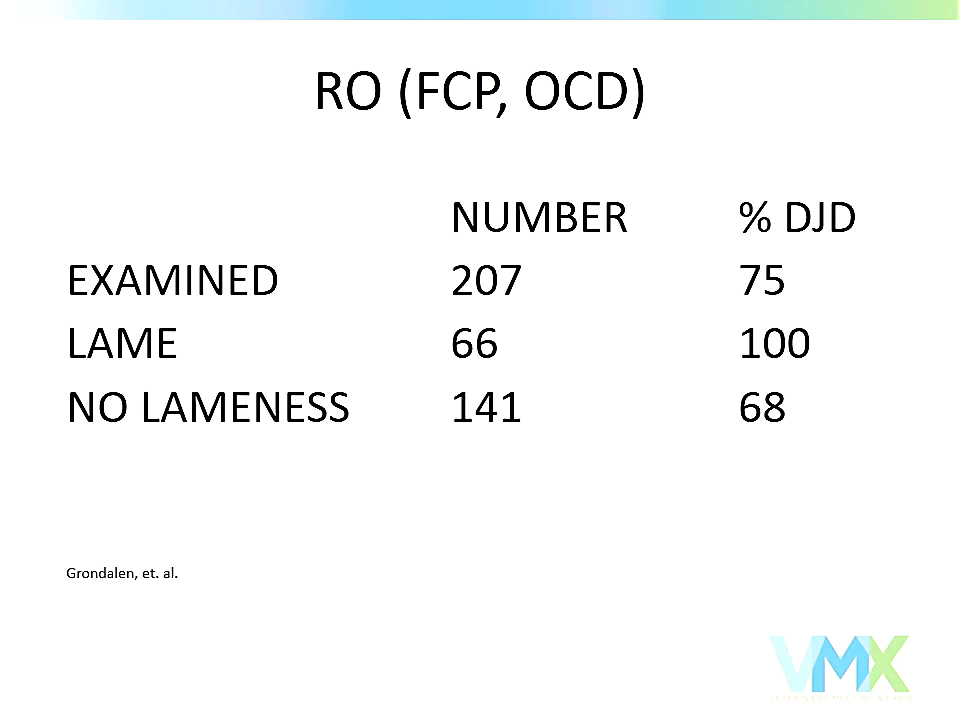 RO (FCP, OCD)
NUMBER % DJD
EXAMINED 207 75
LAME 66 100
NO LAMENESS 141 68
Grondalen, et. al.
VMX